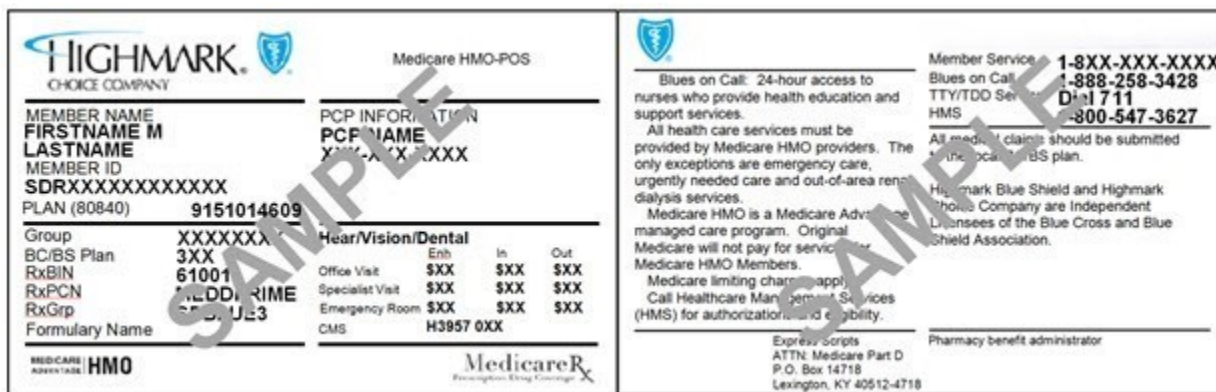 HIGHMARK.
CHOICE COMPANY
Medicare HMO-POS
MEMBER NAME
FIRSTNAME M
LASTNAME
MEMBER ID
SDRXXXXXXXXXXXX
PLAN (80840) 9151014609
PCP INFORMATION
PCP NAME
XXX-XXX-XXXX
Group XXXXXXXX
BC/BS Plan 3XX
RxBIN
RxPCN
RxGrp
Formulary Name
Hear/Vision/Dental
Enh In Out
Office Visit $XX $XX $XX
Specialist Visit $XX $XX $XX
Emergency Room $XX $XX $XX
CMS H3957 0XX
MEDICARE ADVANTAGE HMO
MedicareRx
Prescription Drug Coverage
SAMPLE
Blues on Call: 24-hour access to
nurses who provide health education and
support services.
All health care services must be
provided by Medicare HMO providers. The
only exceptions are emergency care,
urgently needed care and out-of-area renal
dialysis services.
Medicare HMO is a Medicare Advantage
managed care program. Original
Medicare will not pay for services for
Medicare HMO Members.
Medicare limiting charges apply.
Call Healthcare Management Services
(HMS) for authorizations and eligibility.
Member Service 1-8XX-XXX-XXXX
Blues on Call 1-888-258-3428
TTY/TDD Service Dial 711
HMS 1-800-547-3627
All medical claims should be submitted
to the local BC/BS plan.
Highmark Blue Shield and Highmark
Choice Company are Independent
Licensees of the Blue Cross and Blue
Shield Association.
Express Scripts
ATTN: Medicare Part D
P.O. Box 14718
Lexington, KY 40512-4718
Pharmacy benefit administrator
SAMPLE